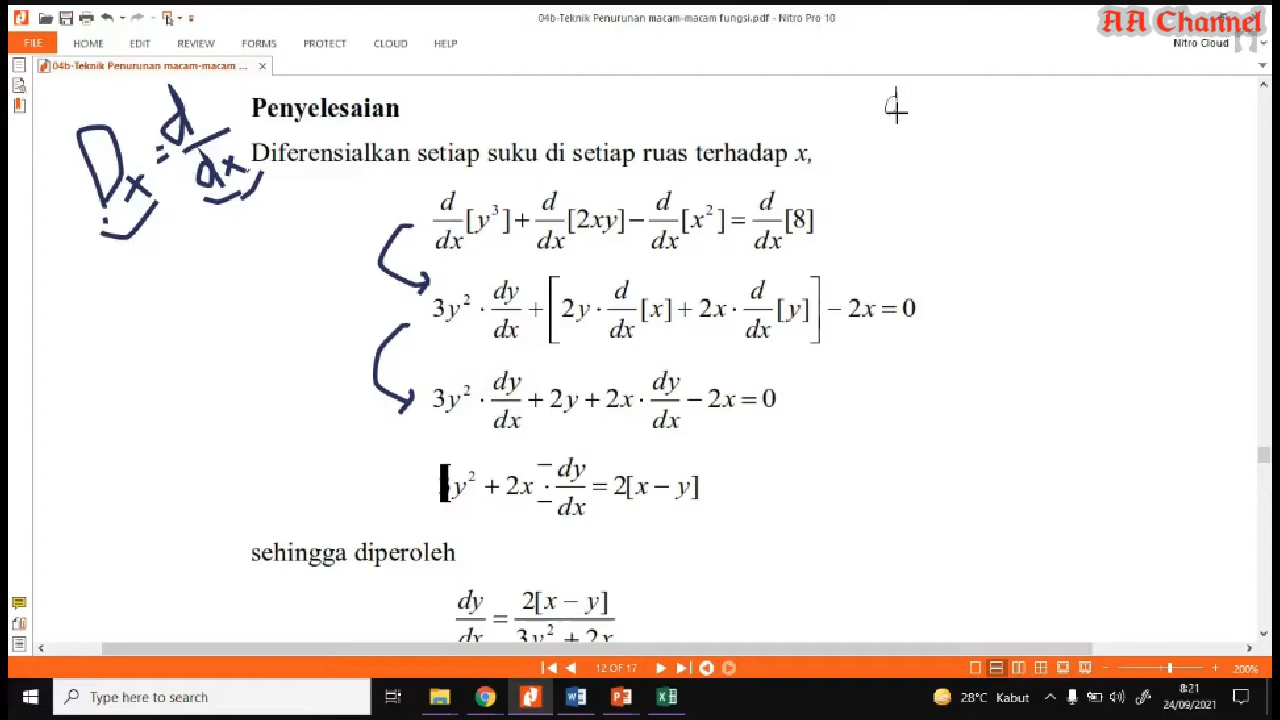 04b-Teknik Penurunan macam-macam fungsi.pdf - Nitro Pro 10
AA Channel
FILE HOME EDIT REVIEW FORMS PROTECT CLOUD HELP
Nitro Cloud
04b-Teknik Penurunan macam-macam ...
D_x = d/dx
Penyelesaian
Diferensialkan setiap suku di setiap ruas terhadap x,
d/dx [y³] + d/dx [2xy] − d/dx [x²] = d/dx [8]
3y² · dy/dx + [2y · d/dx [x] + 2x · d/dx [y]] − 2x = 0
3y² · dy/dx + 2y + 2x · dy/dx − 2x = 0
y² + 2x · dy/dx = 2[x − y]
sehingga diperoleh
dy/dx = 2[x − y]/3y² + 2x
12 OF 17
200%
Type here to search
28°C Kabut
8:21
24/09/2021